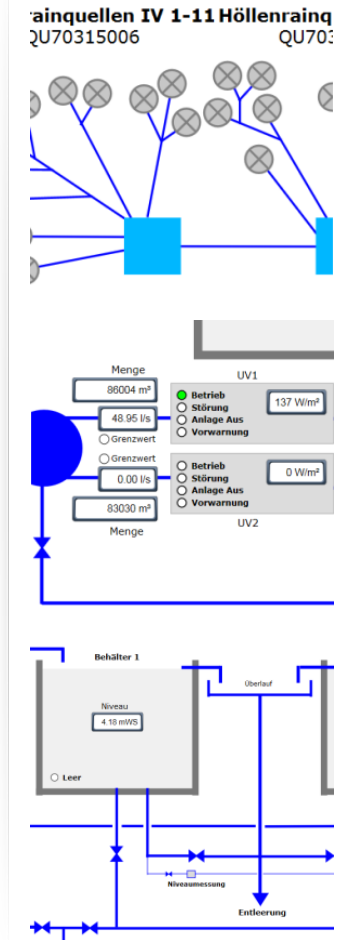 rainquellen IV 1-11 Höllenrainq
QU70315006 QU703
Menge UV1
86004 m³
Betrieb
137 W/m²
Störung
48.95 l/s
Anlage Aus
Grenzwert
Vorwarnung
Grenzwert
Betrieb
0 W/m²
0.00 l/s
Störung
Anlage Aus
83030 m³
Vorwarnung
Menge UV2
Behälter 1
Überlauf
Niveau
4.18 mWS
Leer
Niveaumessung
Entleerung